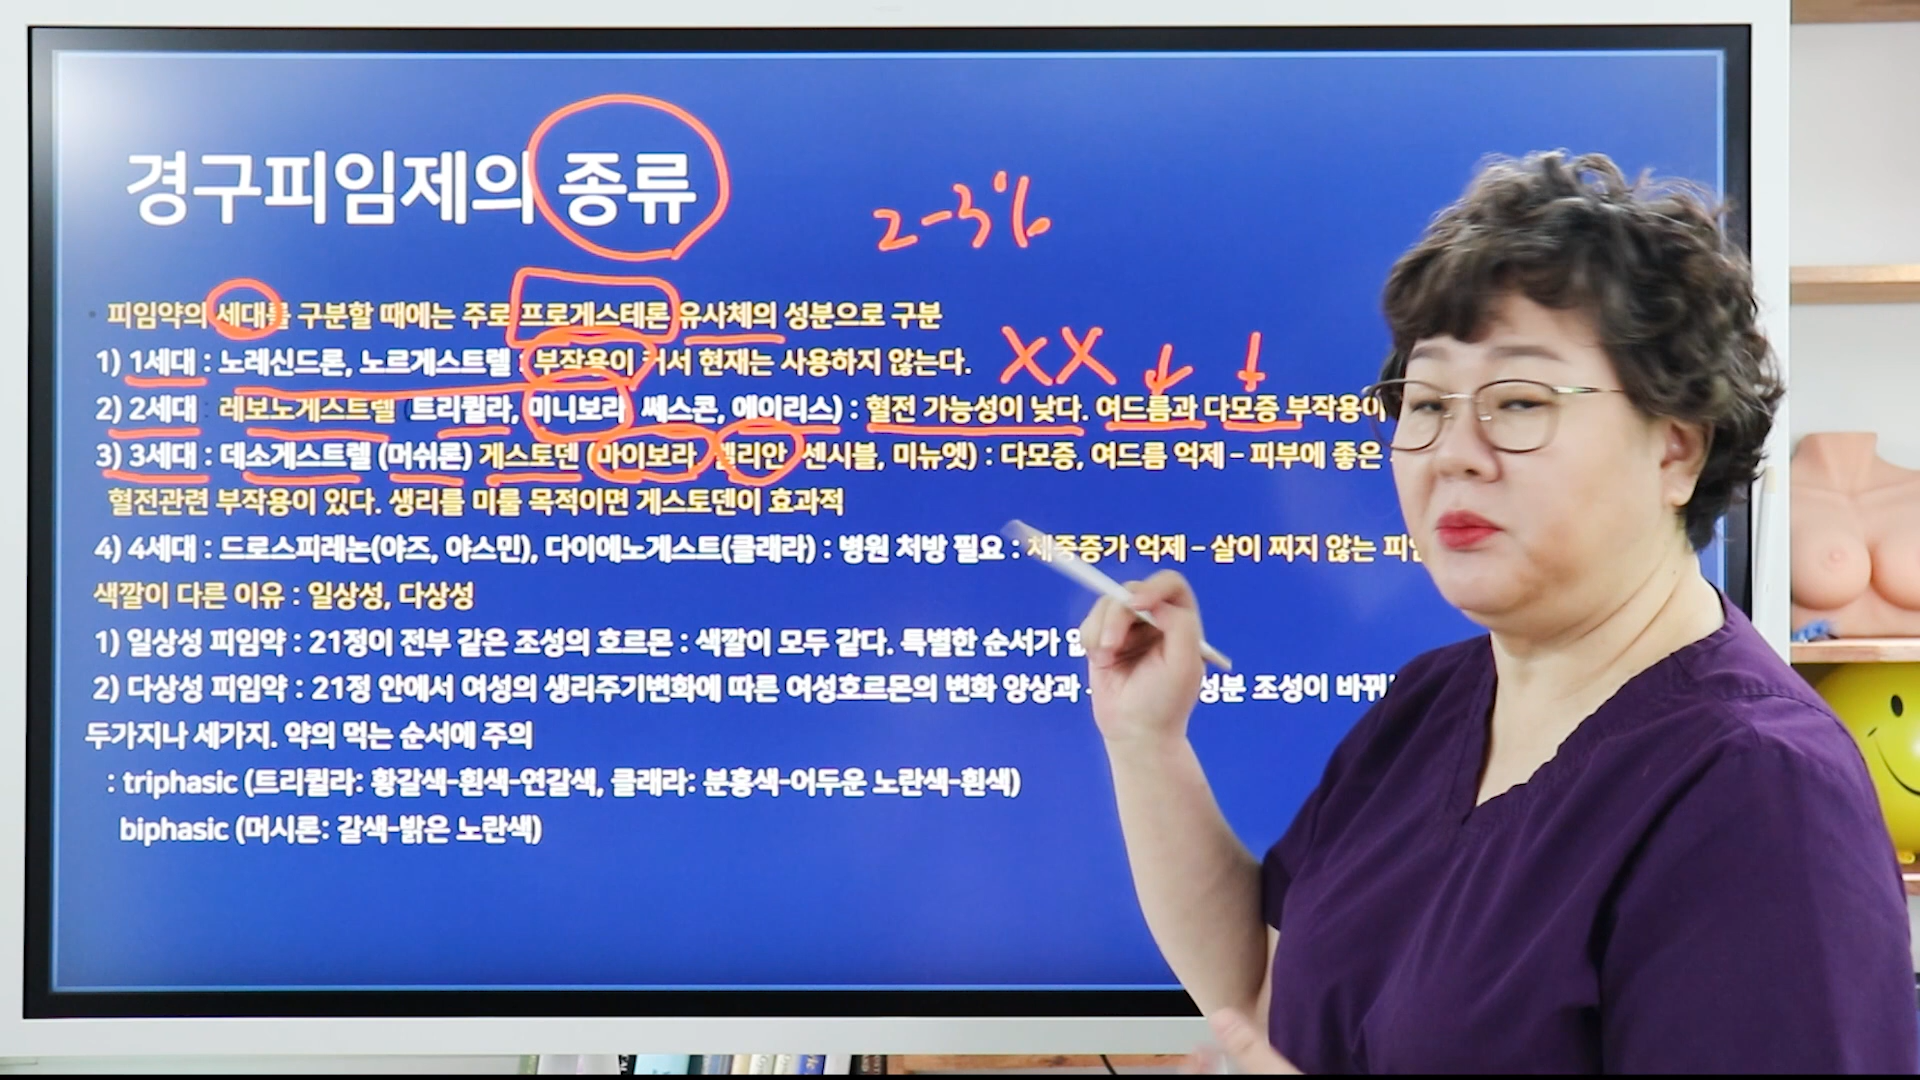 경구피임제의 종류
2-3%
피임약의 세대를 구분할 때에는 주로 프로게스테론 유사체의 성분으로 구분
1) 1세대 : 노레신드론, 노르게스트렐 : 부작용이 커서 현재는 사용하지 않는다.
XX
2) 2세대 레보노게스트렐 트리퀼라, 미니보라 쎄스콘, 에이리스) : 혈전 가능성이 낮다. 여드름과 다모증 부작용이
3) 3세대 : 데소게스트렐 (머쉬론) 게스토덴 (마이보라 멜리안 센시블, 미뉴엣) : 다모증, 여드름 억제 – 피부에 좋은
혈전관련 부작용이 있다. 생리를 미룰 목적이면 게스토덴이 효과적
4) 4세대 : 드로스피레논(야즈, 야스민), 다이에노게스트(클래라) : 병원 처방 필요 : 체중증가 억제 – 살이 찌지 않는
색깔이 다른 이유 : 일상성, 다상성
1) 일상성 피임약 : 21정이 전부 같은 조성의 호르몬 : 색깔이 모두 같다. 특별한 순서가
2) 다상성 피임약 : 21정 안에서 여성의 생리주기변화에 따른 여성호르몬의 변화 양상과 성분 조성이
두가지나 세가지. 약의 먹는 순서에 주의
: triphasic (트리퀼라: 황갈색-흰색-연갈색, 클래라: 분홍색-어두운 노란색-흰색)
biphasic (머시론: 갈색-밝은 노란색)